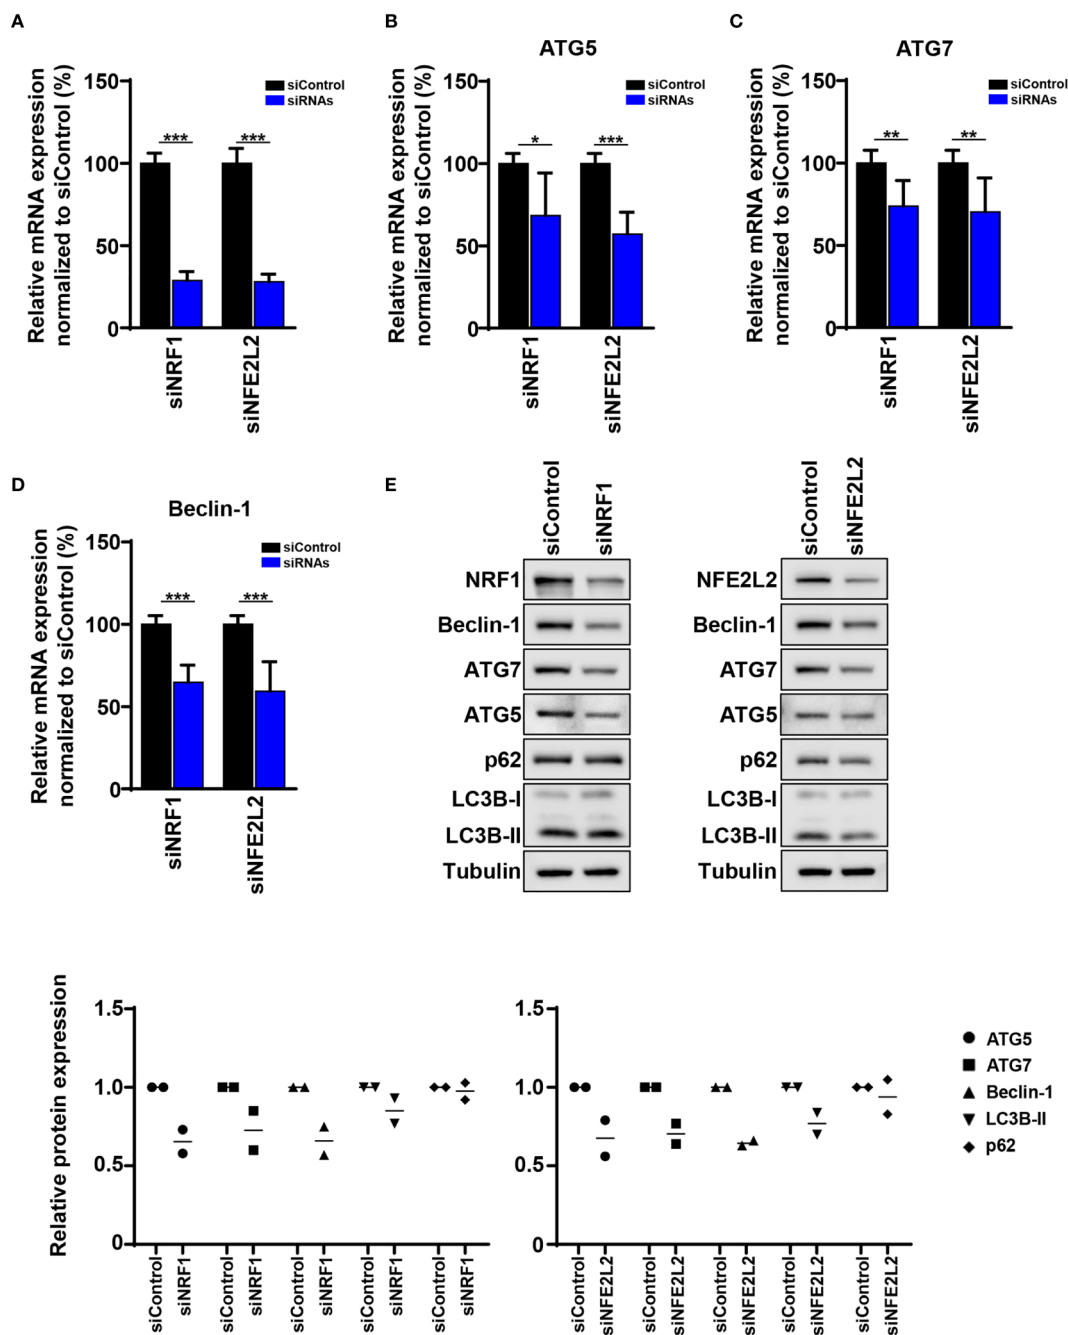 A
Relative mRNA expression
normalized to siControl (%)
150
100
50
0
siControl
siRNAs
***
***
siNRF1
siNFE2L2
B
ATG5
Relative mRNA expression
normalized to siControl (%)
150
100
50
0
siControl
siRNAs
*
***
siNRF1
siNFE2L2
C
ATG7
Relative mRNA expression
normalized to siControl (%)
150
100
50
0
siControl
siRNAs
**
**
siNRF1
siNFE2L2
D
Beclin-1
Relative mRNA expression
normalized to siControl (%)
150
100
50
0
siControl
siRNAs
***
***
siNRF1
siNFE2L2
E
siControl
siNRF1
NRF1
Beclin-1
ATG7
ATG5
p62
LC3B-I
LC3B-II
Tubulin
siControl
siNFE2L2
NFE2L2
Beclin-1
ATG7
ATG5
p62
LC3B-I
LC3B-II
Tubulin
Relative protein expression
1.5
1.0
0.5
0
siControl
siNRF1
siControl
siNRF1
siControl
siNRF1
siControl
siNRF1
siControl
siNRF1
1.5
1.0
0.5
0
siControl
siNFE2L2
siControl
siNFE2L2
siControl
siNFE2L2
siControl
siNFE2L2
siControl
siNFE2L2
ATG5
ATG7
Beclin-1
LC3B-II
p62